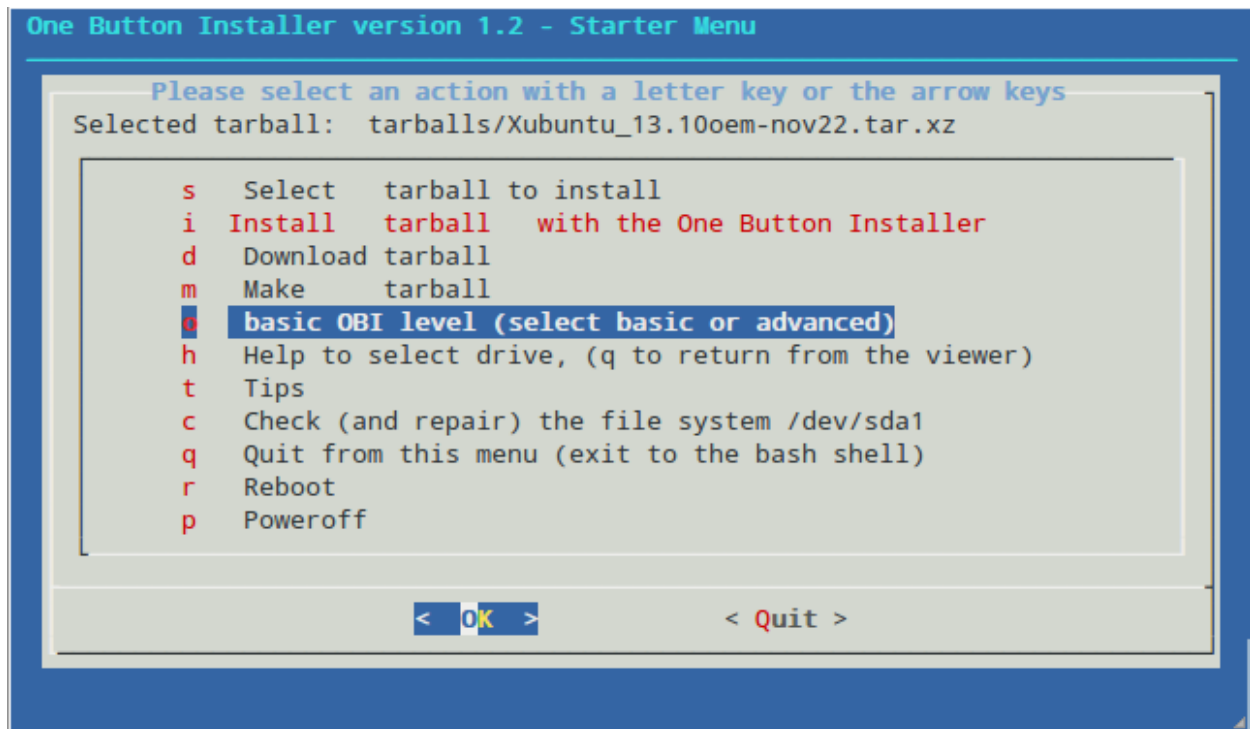 One Button Installer version 1.2 - Starter Menu
Please select an action with a letter key or the arrow keys
Selected tarball:  tarballs/Xubuntu_13.10oem-nov22.tar.xz
s   Select   tarball to install
i  Install   tarball   with the One Button Installer
d   Download tarball
m   Make     tarball
o   basic OBI level (select basic or advanced)
h   Help to select drive, (q to return from the viewer)
t   Tips
c   Check (and repair) the file system /dev/sda1
q   Quit from this menu (exit to the bash shell)
r   Reboot
p   Poweroff
<  OK  >            < Quit >